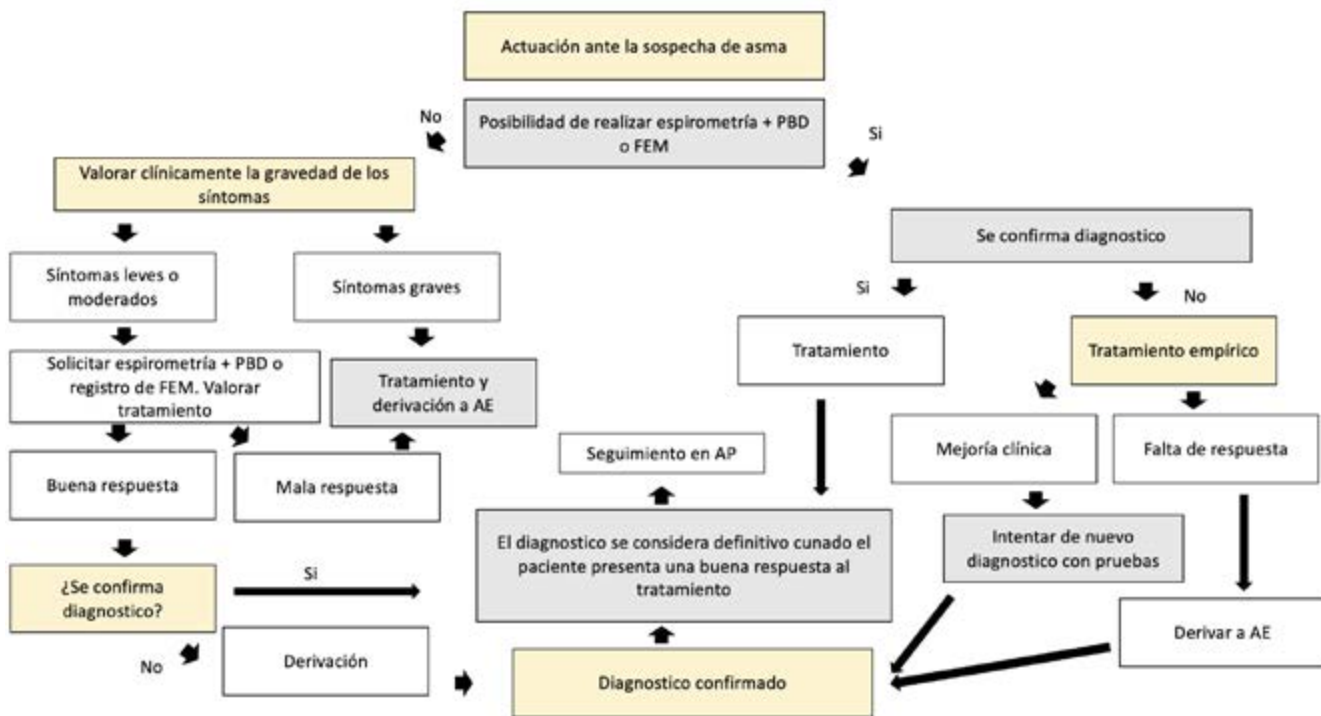 Actuación ante la sospecha de asma
No
Posibilidad de realizar espirometría + PBD
o FEM
Si
Valorar clínicamente la gravedad de los
síntomas
Se confirma diagnostico
Síntomas leves o
moderados
Síntomas graves
Si
No
Solicitar espirometría + PBD o
registro de FEM. Valorar
tratamiento
Tratamiento y
derivación a AE
Tratamiento
Tratamiento empírico
Seguimiento en AP
Mejoría clínica
Falta de respuesta
Buena respuesta
Mala respuesta
El diagnostico se considera definitivo cunado el
paciente presenta una buena respuesta al
tratamiento
Intentar de nuevo
diagnostico con pruebas
¿Se confirma
diagnostico?
Si
Derivar a AE
No
Derivación
Diagnostico confirmado